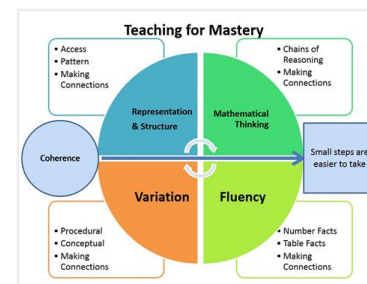 Teaching for Mastery
• Access
• Pattern
• Making
Connections
• Chains of
Reasoning
• Making
Connections
Representation
& Structure
Mathematical
Thinking
Coherence
Small steps are
easier to take
Variation
Fluency
• Procedural
• Conceptual
• Making
Connections
• Number Facts
• Table Facts
• Making
Connections